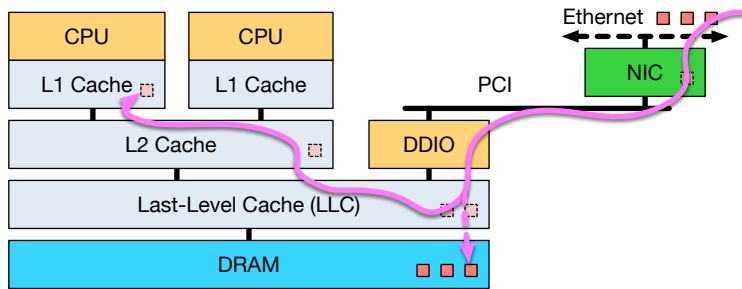 Ethernet
CPU
CPU
L1 Cache
L1 Cache
PCI
NIC
L2 Cache
DDIO
Last-Level Cache (LLC)
DRAM